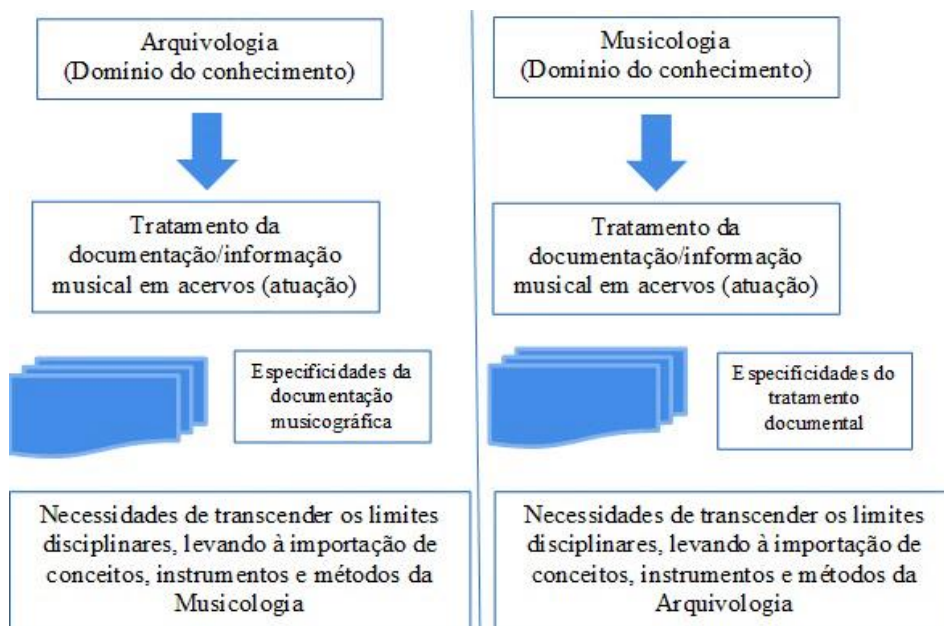 Arquivologia
(Domínio do conhecimento)
Tratamento da
documentação/informação
musical em acervos (atuação)
Especificidades da
documentação
musicográfica
Necessidades de transcender os limites
disciplinares, levando à importação de
conceitos, instrumentos e métodos da
Musicologia
Musicologia
(Domínio do conhecimento)
Tratamento da
documentação/informação
musical em acervos (atuação)
Especificidades do
tratamento
documental
Necessidades de transcender os limites
disciplinares, levando à importação de
conceitos, instrumentos e métodos da
Arquivologia